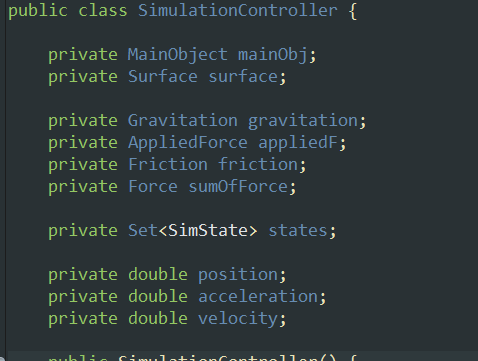 public class SimulationController {
private MainObject mainObj;
private Surface surface;
private Gravitation gravitation;
private AppliedForce appliedF;
private Friction friction;
private Force sumOfForce;
private Set<SimState> states;
private double position;
private double acceleration;
private double velocity;
public SimulationController() {